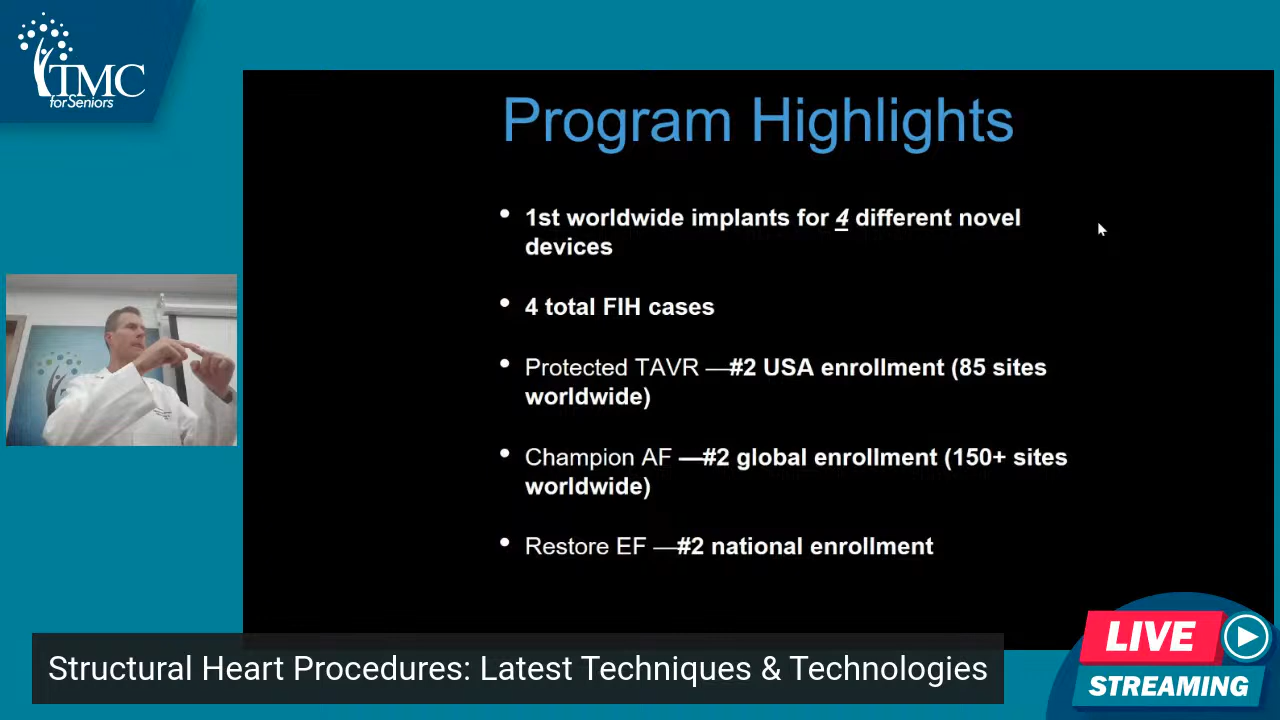 TMC
for Seniors
Program Highlights
• 1st worldwide implants for 4 different novel
devices
• 4 total FIH cases
• Protected TAVR —#2 USA enrollment (85 sites
worldwide)
• Champion AF —#2 global enrollment (150+ sites
worldwide)
• Restore EF —#2 national enrollment
Structural Heart Procedures: Latest Techniques & Technologies
LIVE
STREAMING